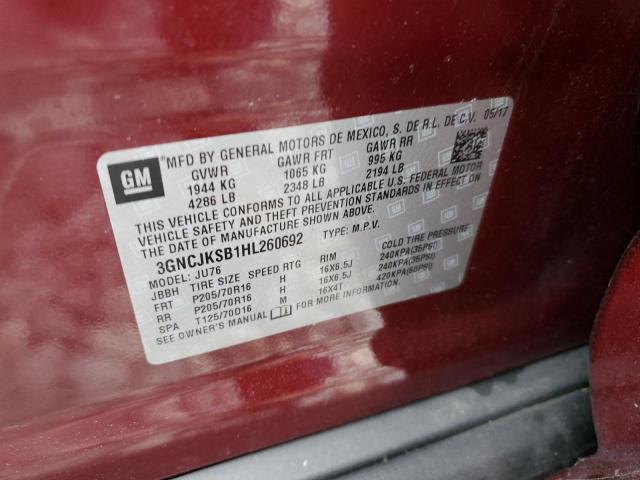 GM
*MFD BY GENERAL MOTORS DE MEXICO, S. DE R.L. DE C.V. 05/17
GVWR GAWR FRT GAWR RR
1944 KG 1065 KG 995 KG
4286 LB 2348 LB 2194 LB
THIS VEHICLE CONFORMS TO ALL APPLICABLE U.S. FEDERAL MOTOR
VEHICLE SAFETY AND THEFT PREVENTION STANDARDS IN EFFECT ON
THE DATE OF MANUFACTURE SHOWN ABOVE.
3GNCJKSB1HL260692 TYPE: M.P.V.
MODEL: JU76
JBBH TIRE SIZE SPEED RTG RIM COLD TIRE PRESSURE
FRT P205/70R16 H 16X6.5J 240KPA(35PSI)
RR P205/70R16 H 16X6.5J 240KPA(35PSI)
SPA T125/70D16 M 16X4T 420KPA(60PSI)
SEE OWNER'S MANUAL FOR MORE INFORMATION.